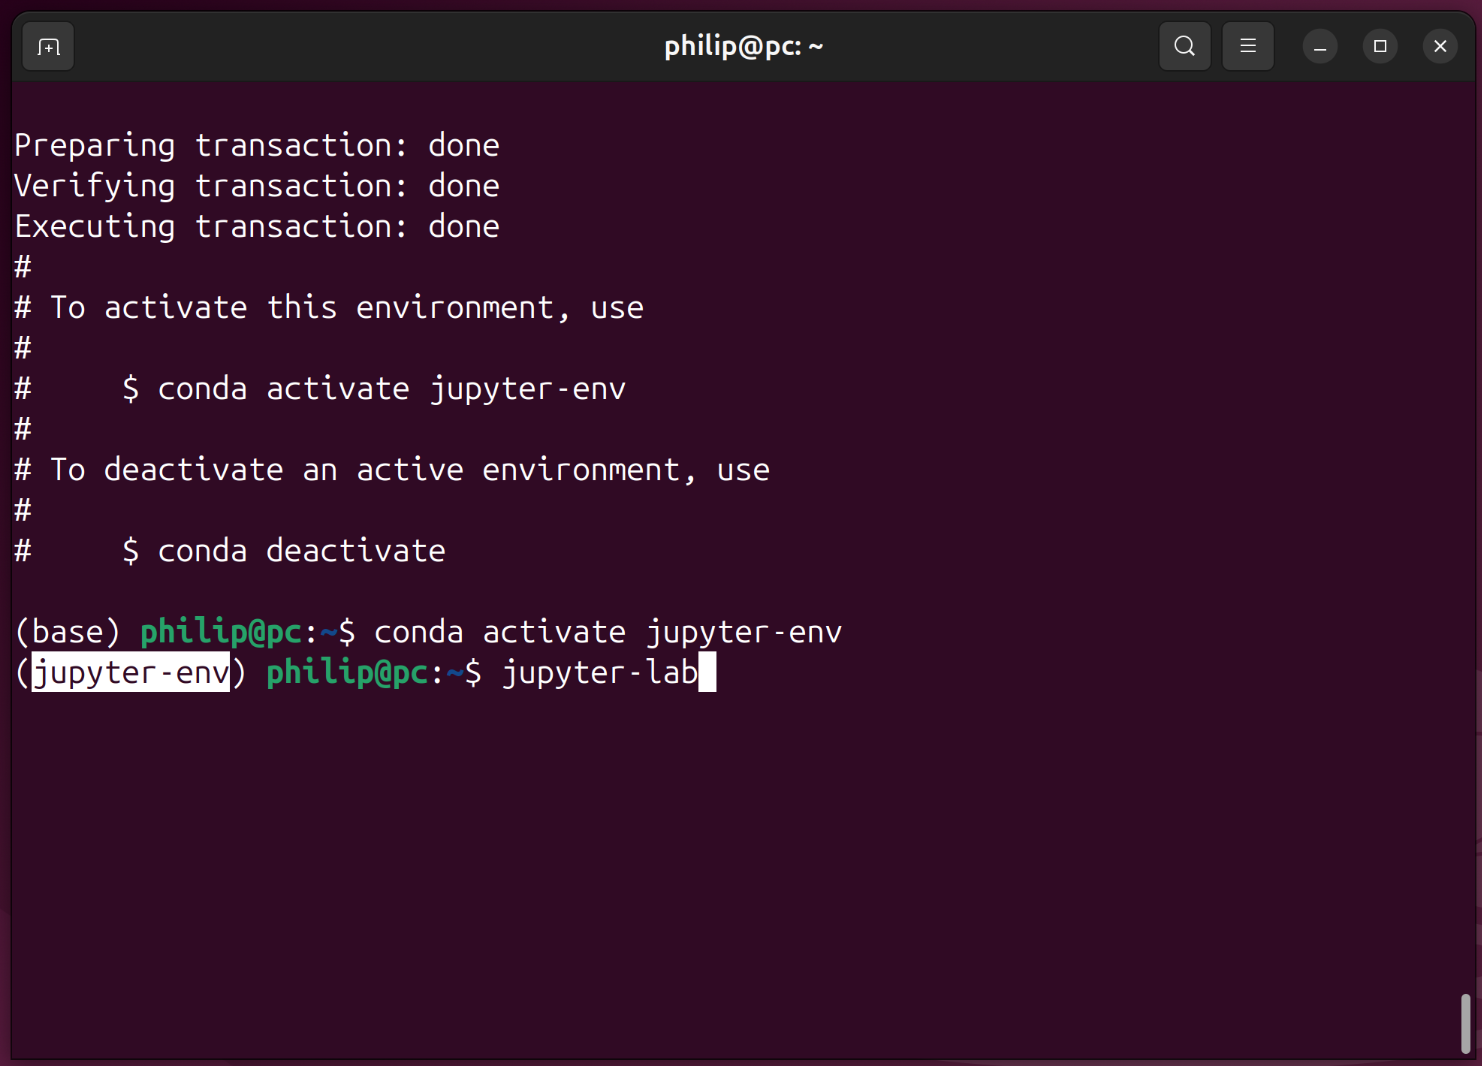 philip@pc: ~
Preparing transaction: done
Verifying transaction: done
Executing transaction: done
#
# To activate this environment, use
#
#     $ conda activate jupyter-env
#
# To deactivate an active environment, use
#
#     $ conda deactivate
(base) philip@pc:~$ conda activate jupyter-env
(jupyter-env) philip@pc:~$ jupyter-lab